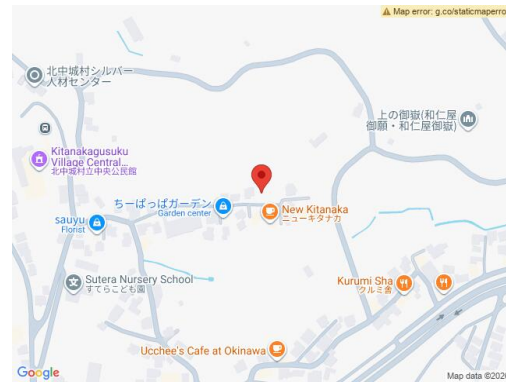 Map error: g.co/staticmaperro
北中城村シルバー
人材センター
上の御嶽(和仁屋
御願・和仁屋御嶽)
Kitanakagusku
Village Central...
北中城村立中央公民館
ちーぱっぱガーデン
Garden center
New Kitanaka
ニューキタナカ
sauyu
Florist
Sutera Nursery School
すてらこども園
Kurumi Sha
クルミ舎
Ucchee's Cafe at Okinawa
Google
Map data ©2026